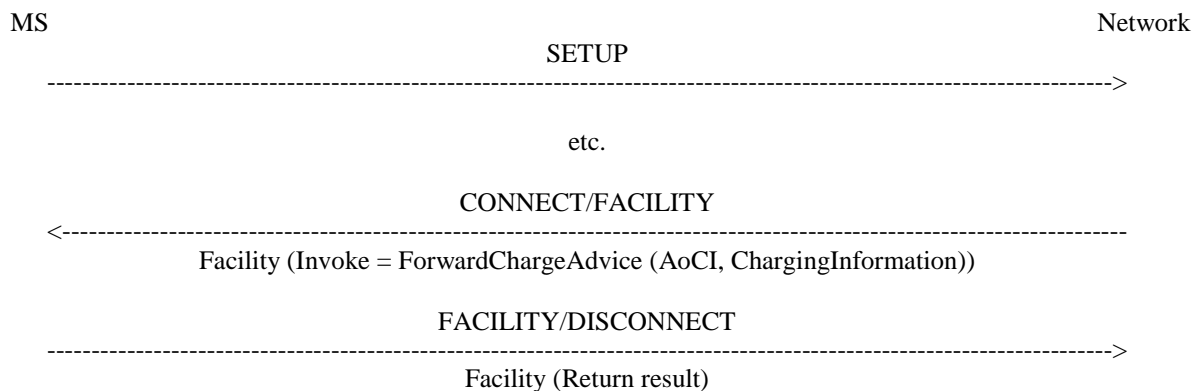 MS Network
SETUP
---------------------------------------------------------------------------------------------------------------------->
etc.
CONNECT/FACILITY
<----------------------------------------------------------------------------------------------------------------------
Facility (Invoke = ForwardChargeAdvice (AoCI, ChargingInformation))
FACILITY/DISCONNECT
---------------------------------------------------------------------------------------------------------------------->
Facility (Return result)